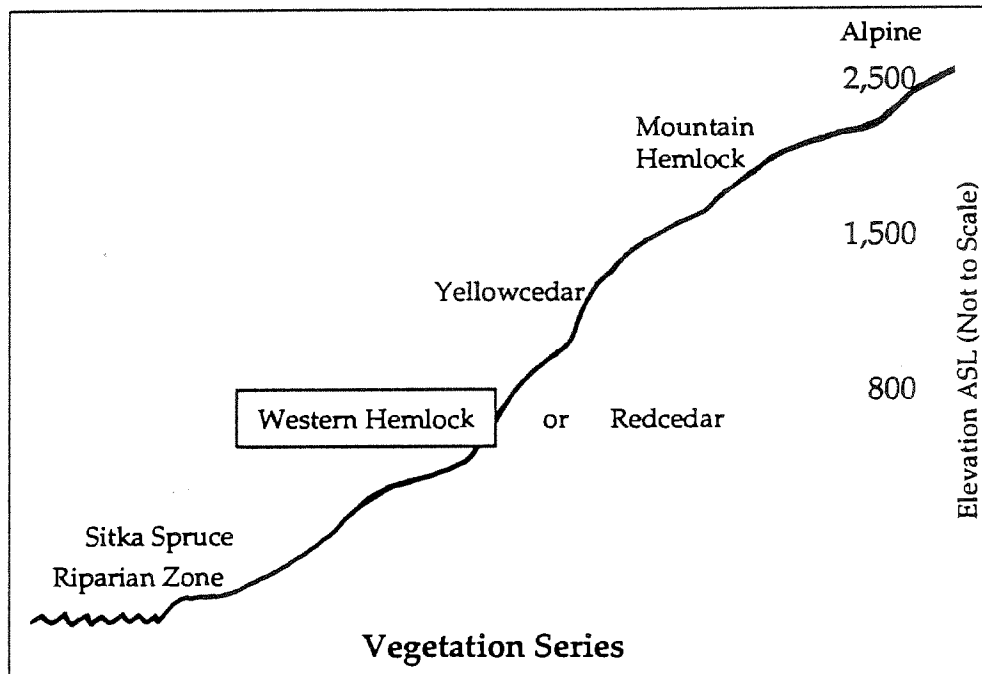 Alpine
2,500
Mountain
Hemlock
1,500
Yellowcedar
800
Western Hemlock or Redcedar
Elevation ASL (Not to Scale)
Sitka Spruce
Riparian Zone
Vegetation Series